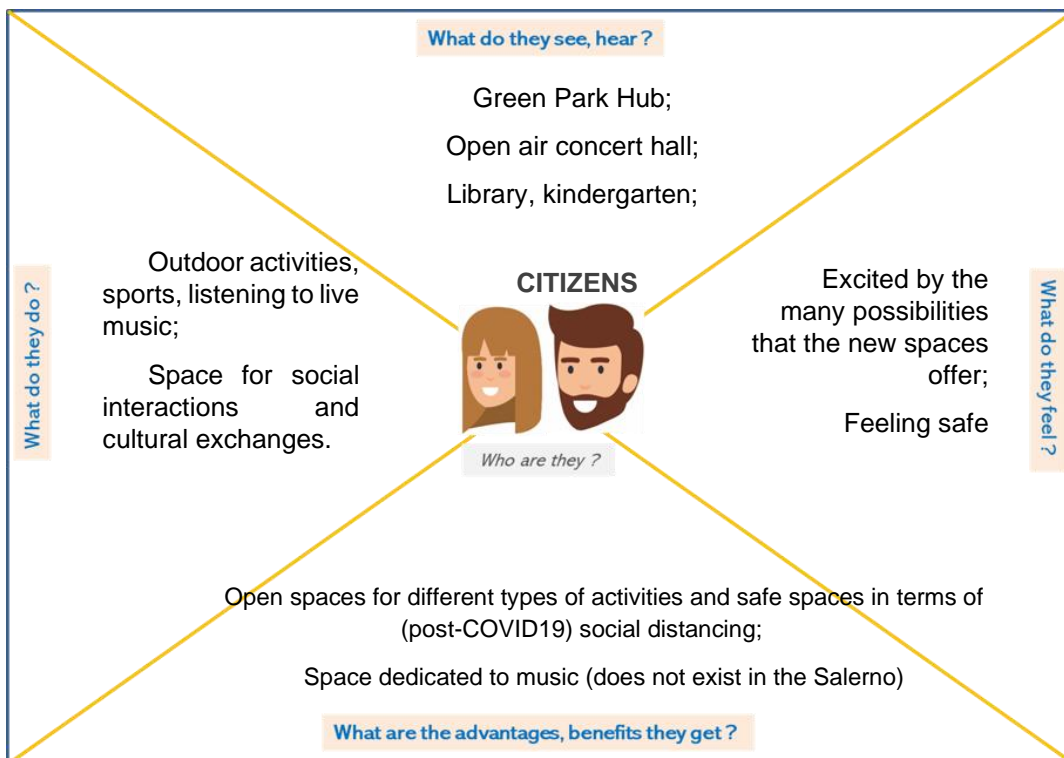 What do they see, hear ?
Green Park Hub;
Open air concert hall;
Library, kindergarten;
What do they do ?
Outdoor activities,
sports, listening to live
music;
Space for social
interactions and
cultural exchanges.
CITIZENS
Who are they ?
Excited by the
many possibilities
that the new spaces
offer;
Feeling safe
What do they feel ?
Open spaces for different types of activities and safe spaces in terms of
(post-COVID19) social distancing;
Space dedicated to music (does not exist in the Salerno)
What are the advantages, benefits they get ?